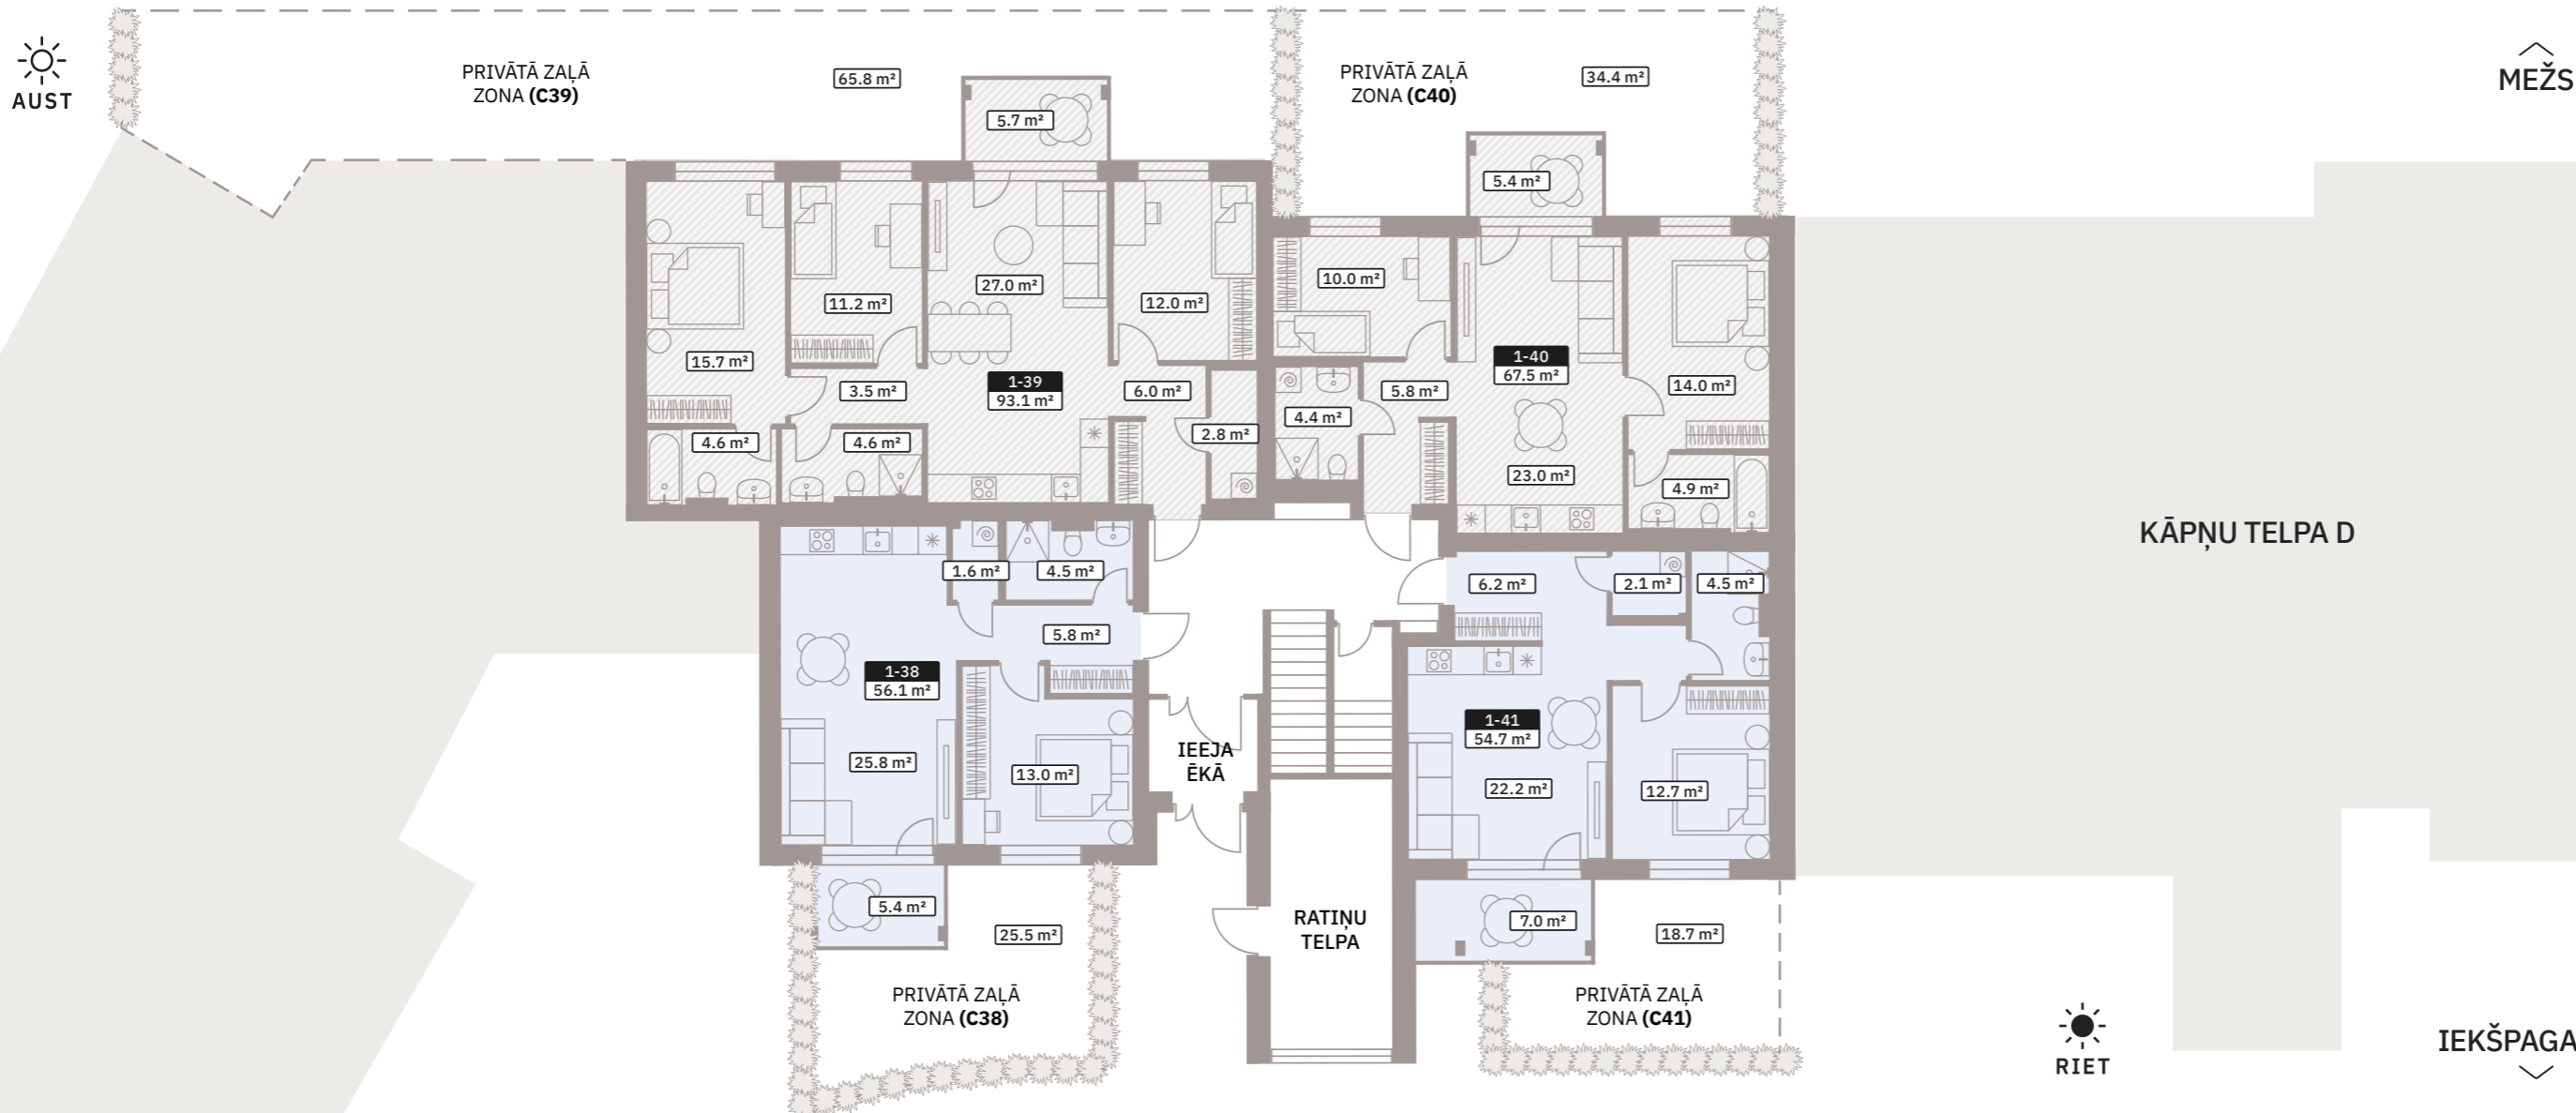 AUST
PRIVĀTĀ ZAĻĀ
ZONA (C39)
65.8 m²
5.7 m²
PRIVĀTĀ ZAĻĀ
ZONA (C40)
34.4 m²
5.4 m²
MEŽS
15.7 m²
11.2 m²
27.0 m²
12.0 m²
3.5 m²
1-39
93.1 m²
6.0 m²
4.6 m²
4.6 m²
2.8 m²
10.0 m²
1-40
67.5 m²
14.0 m²
5.8 m²
4.4 m²
23.0 m²
4.9 m²
KĀPŅU TELPA D
1.6 m²
4.5 m²
5.8 m²
1-38
56.1 m²
25.8 m²
13.0 m²
IEEJA
ĒKĀ
6.2 m²
2.1 m²
4.5 m²
1-41
54.7 m²
22.2 m²
12.7 m²
5.4 m²
25.5 m²
PRIVĀTĀ ZAĻĀ
ZONA (C38)
RATIŅU
TELPA
7.0 m²
18.7 m²
PRIVĀTĀ ZAĻĀ
ZONA (C41)
RIET
IEKŠPAGA